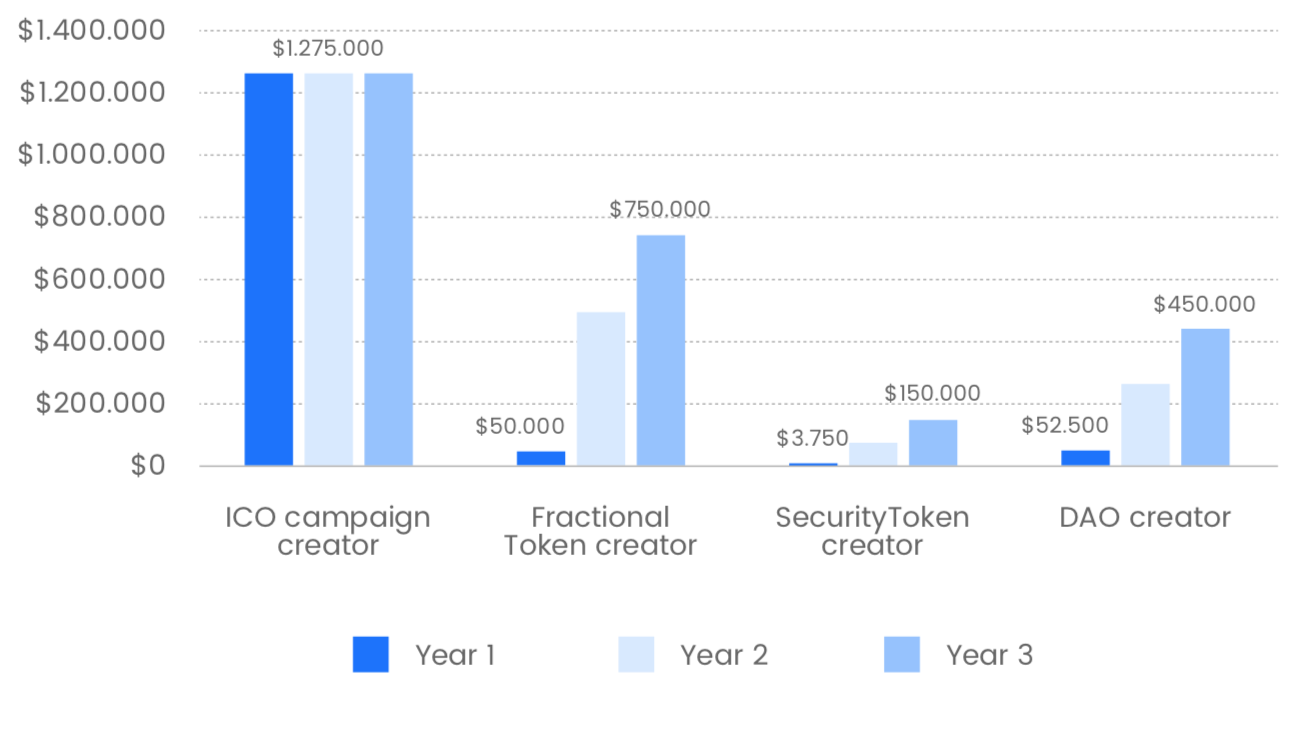 $1.400.000
$1.275.000
$1.200.000
$1.000.000
$800.000
$750.000
$600.000
$450.000
$400.000
$200.000
$150.000
$50.000
$3.750
$52.500
$0
ICO campaign
creator
Fractional
Token creator
SecurityToken
creator
DAO creator
Year 1
Year 2
Year 3